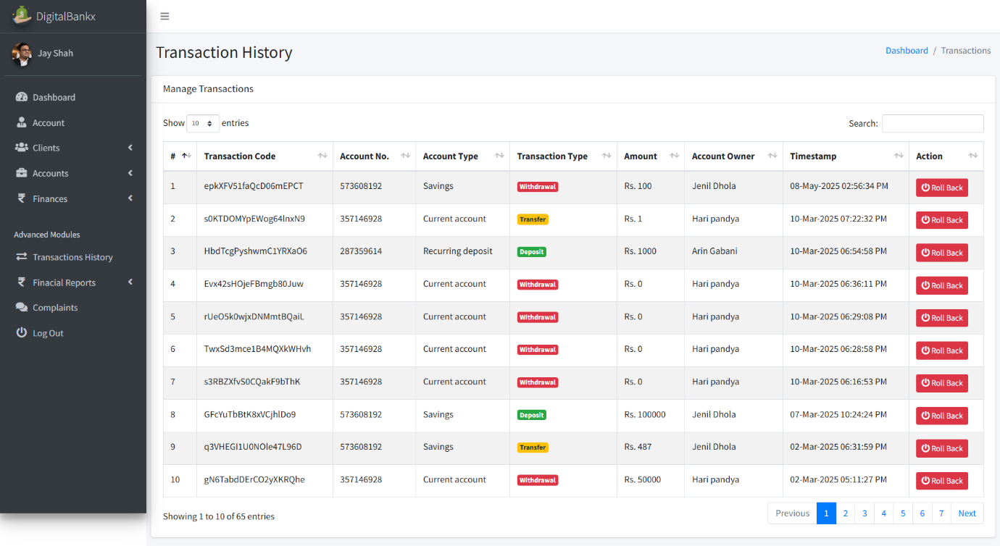 DigitalBankx
Jay Shah
Dashboard
Account
Clients
Accounts
Finances
Advanced Modules
Transactions History
Finacial Reports
Complaints
Log Out
Transaction History
Dashboard / Transactions
Manage Transactions
Show 10 entries
Search:
# Transaction Code Account No. Account Type Transaction Type Amount Account Owner Timestamp Action
1 epkXFV51faQcD06mEPCT 573608192 Savings Withdrawal Rs. 100 Jenil Dhola 08-May-2025 02:56:34 PM Roll Back
2 s0KTDOMYpEWog64lnxN9 357146928 Current account Transfer Rs. 1 Hari pandya 10-Mar-2025 07:22:32 PM Roll Back
3 HbdTcgPyshwmC1YRXaO6 287359614 Recurring deposit Deposit Rs. 1000 Arin Gabani 10-Mar-2025 06:54:58 PM Roll Back
4 Evx42sHOjeFBmgb80Juw 357146928 Current account Withdrawal Rs. 0 Hari pandya 10-Mar-2025 06:36:11 PM Roll Back
5 rUeO5k0wjxDNMmtBQaiL 357146928 Current account Withdrawal Rs. 0 Hari pandya 10-Mar-2025 06:29:08 PM Roll Back
6 TwxSd3mce1B4MQXkWHvh 357146928 Current account Withdrawal Rs. 0 Hari pandya 10-Mar-2025 06:28:58 PM Roll Back
7 s3RBZXfvS0CQakF9bThK 357146928 Current account Withdrawal Rs. 0 Hari pandya 10-Mar-2025 06:16:53 PM Roll Back
8 GFcYuTbBtK8xVCjhlDo9 573608192 Savings Deposit Rs. 100000 Jenil Dhola 07-Mar-2025 10:24:24 PM Roll Back
9 q3VHEGI1U0NOle47L96D 573608192 Savings Transfer Rs. 487 Jenil Dhola 02-Mar-2025 06:31:59 PM Roll Back
10 gN6TabdDErCO2yXKRQhe 357146928 Current account Withdrawal Rs. 50000 Hari pandya 02-Mar-2025 05:11:27 PM Roll Back
Showing 1 to 10 of 65 entries
Previous 1 2 3 4 5 6 7 Next